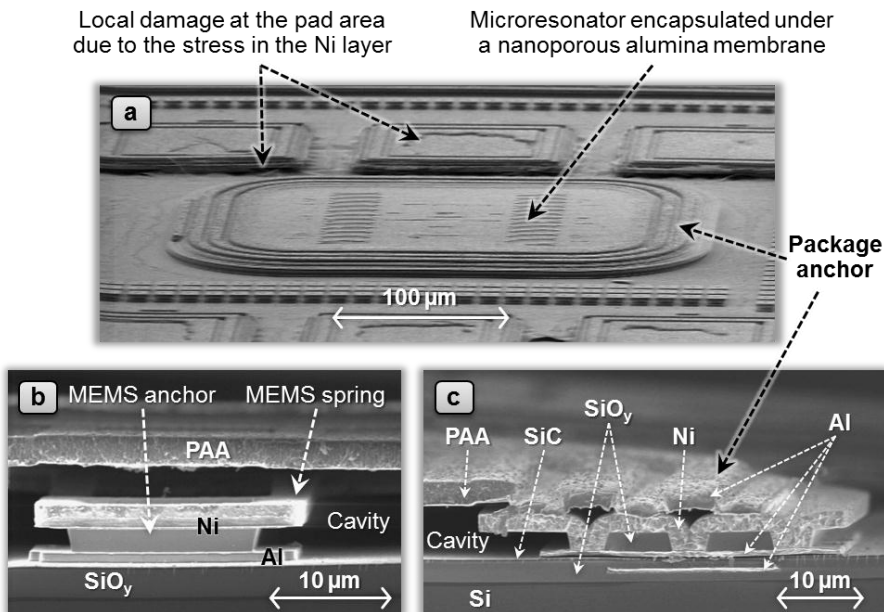 Local damage at the pad area
due to the stress in the Ni layer
Microresonator encapsulated under
a nanoporous alumina membrane
a
Package
anchor
100 µm
b
MEMS anchor
MEMS spring
PAA
Ni
Cavity
Al
SiOy
10 µm
c
SiOy
PAA
SiC
Ni
Al
Cavity
Si
10 µm